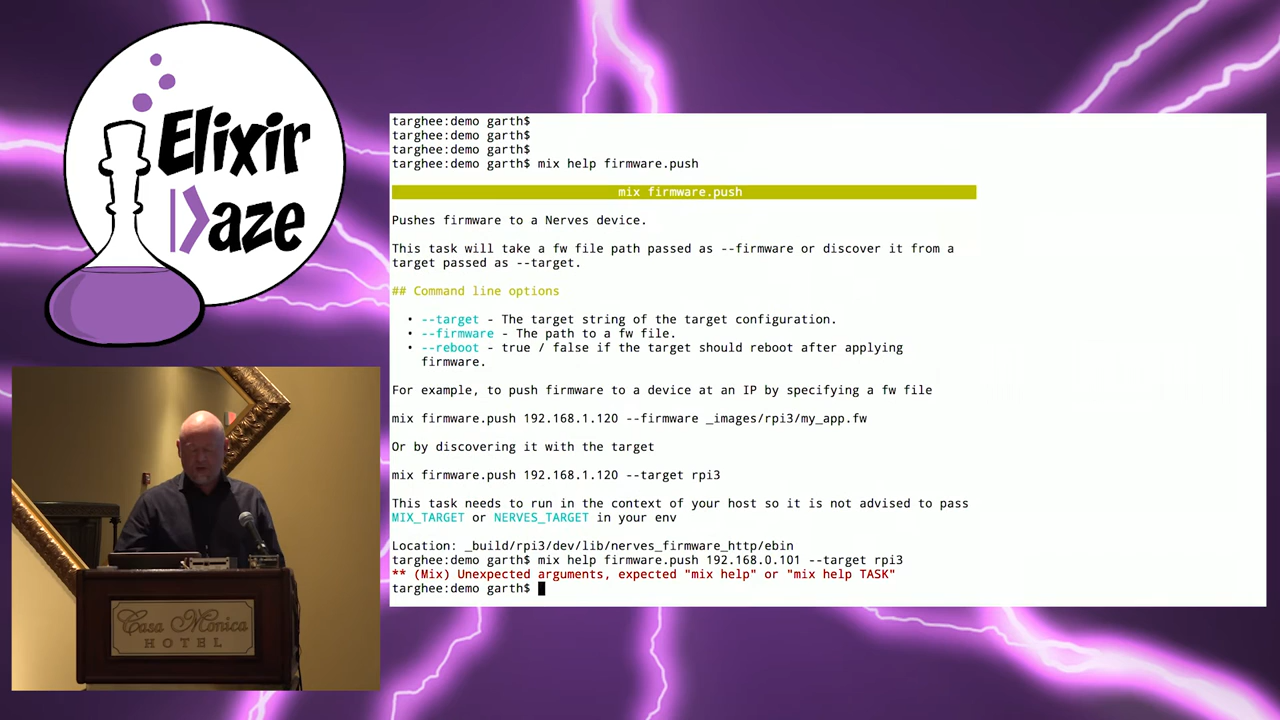 Elixir
Daze
targhee:demo garth$
targhee:demo garth$
targhee:demo garth$
targhee:demo garth$ mix help firmware.push
mix firmware.push
Pushes firmware to a Nerves device.
This task will take a fw file path passed as --firmware or discover it from a
target passed as --target.
## Command line options
• --target - The target string of the target configuration.
• --firmware - The path to a fw file.
• --reboot - true / false if the target should reboot after applying
firmware.
For example, to push firmware to a device at an IP by specifying a fw file
mix firmware.push 192.168.1.120 --firmware _images/rpi3/my_app.fw
Or by discovering it with the target
mix firmware.push 192.168.1.120 --target rpi3
This task needs to run in the context of your host so it is not advised to pass
MIX_TARGET or NERVES_TARGET in your env
Location: _build/rpi3/dev/lib/nerves_firmware_http/ebin
targhee:demo garth$ mix help firmware.push 192.168.0.101 --target rpi3
** (Mix) Unexpected arguments, expected "mix help" or "mix help TASK"
targhee:demo garth$
Casa Monica
HOTEL